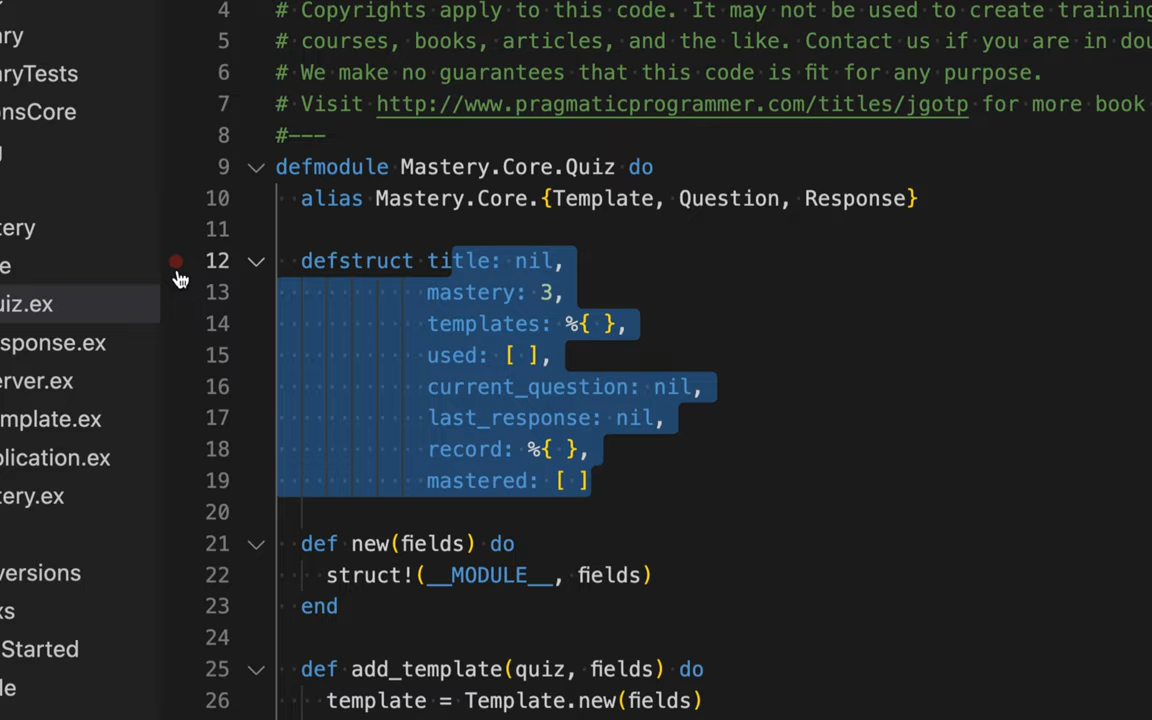 ry
ryTests
nsCore
g
ery
e
uiz.ex
sponse.ex
erver.ex
mplate.ex
plication.ex
tery.ex
versions
xs
Started
le
4 # Copyrights apply to this code. It may not be used to create training
5 # courses, books, articles, and the like. Contact us if you are in dou
6 # We make no guarantees that this code is fit for any purpose.
7 # Visit http://www.pragmaticprogrammer.com/titles/jgotp for more book
8 #---
9 defmodule Mastery.Core.Quiz do
10 alias Mastery.Core.{Template, Question, Response}
11
12 defstruct title: nil,
13 mastery: 3,
14 templates: %{ },
15 used: [ ],
16 current_question: nil,
17 last_response: nil,
18 record: %{ },
19 mastered: [ ]
20
21 def new(fields) do
22 struct!(__MODULE__, fields)
23 end
24
25 def add_template(quiz, fields) do
26 template = Template.new(fields)